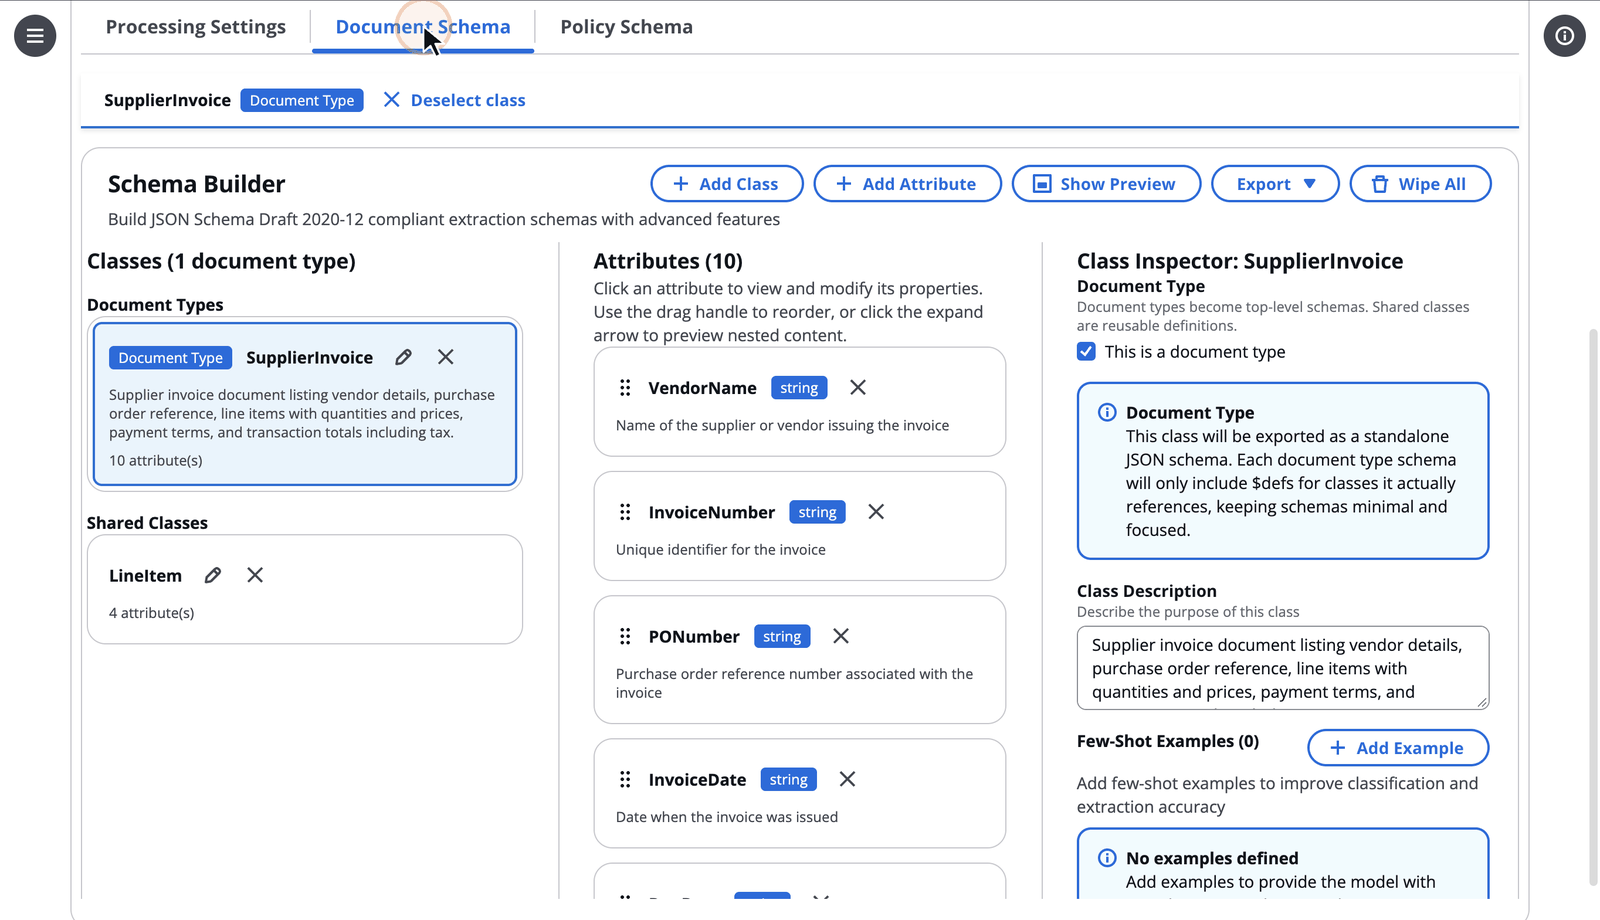 Processing Settings
Document Schema
Policy Schema
SupplierInvoice Document Type Deselect class
Schema Builder
Add Class
Add Attribute
Show Preview
Export
Wipe All
Build JSON Schema Draft 2020-12 compliant extraction schemas with advanced features
Classes (1 document type)
Document Types
Document Type SupplierInvoice
Supplier invoice document listing vendor details, purchase
order reference, line items with quantities and prices,
payment terms, and transaction totals including tax.
10 attribute(s)
Shared Classes
LineItem
4 attribute(s)
Attributes (10)
Click an attribute to view and modify its properties.
Use the drag handle to reorder, or click the expand
arrow to preview nested content.
VendorName string
Name of the supplier or vendor issuing the invoice
InvoiceNumber string
Unique identifier for the invoice
PONumber string
Purchase order reference number associated with the
invoice
InvoiceDate string
Date when the invoice was issued
Class Inspector: SupplierInvoice
Document Type
Document types become top-level schemas. Shared classes
are reusable definitions.
This is a document type
Document Type
This class will be exported as a standalone
JSON schema. Each document type schema
will only include $defs for classes it actually
references, keeping schemas minimal and
focused.
Class Description
Describe the purpose of this class
Supplier invoice document listing vendor details,
purchase order reference, line items with
quantities and prices, payment terms, and
Few-Shot Examples (0)
Add Example
Add few-shot examples to improve classification and
extraction accuracy
No examples defined
Add examples to provide the model with